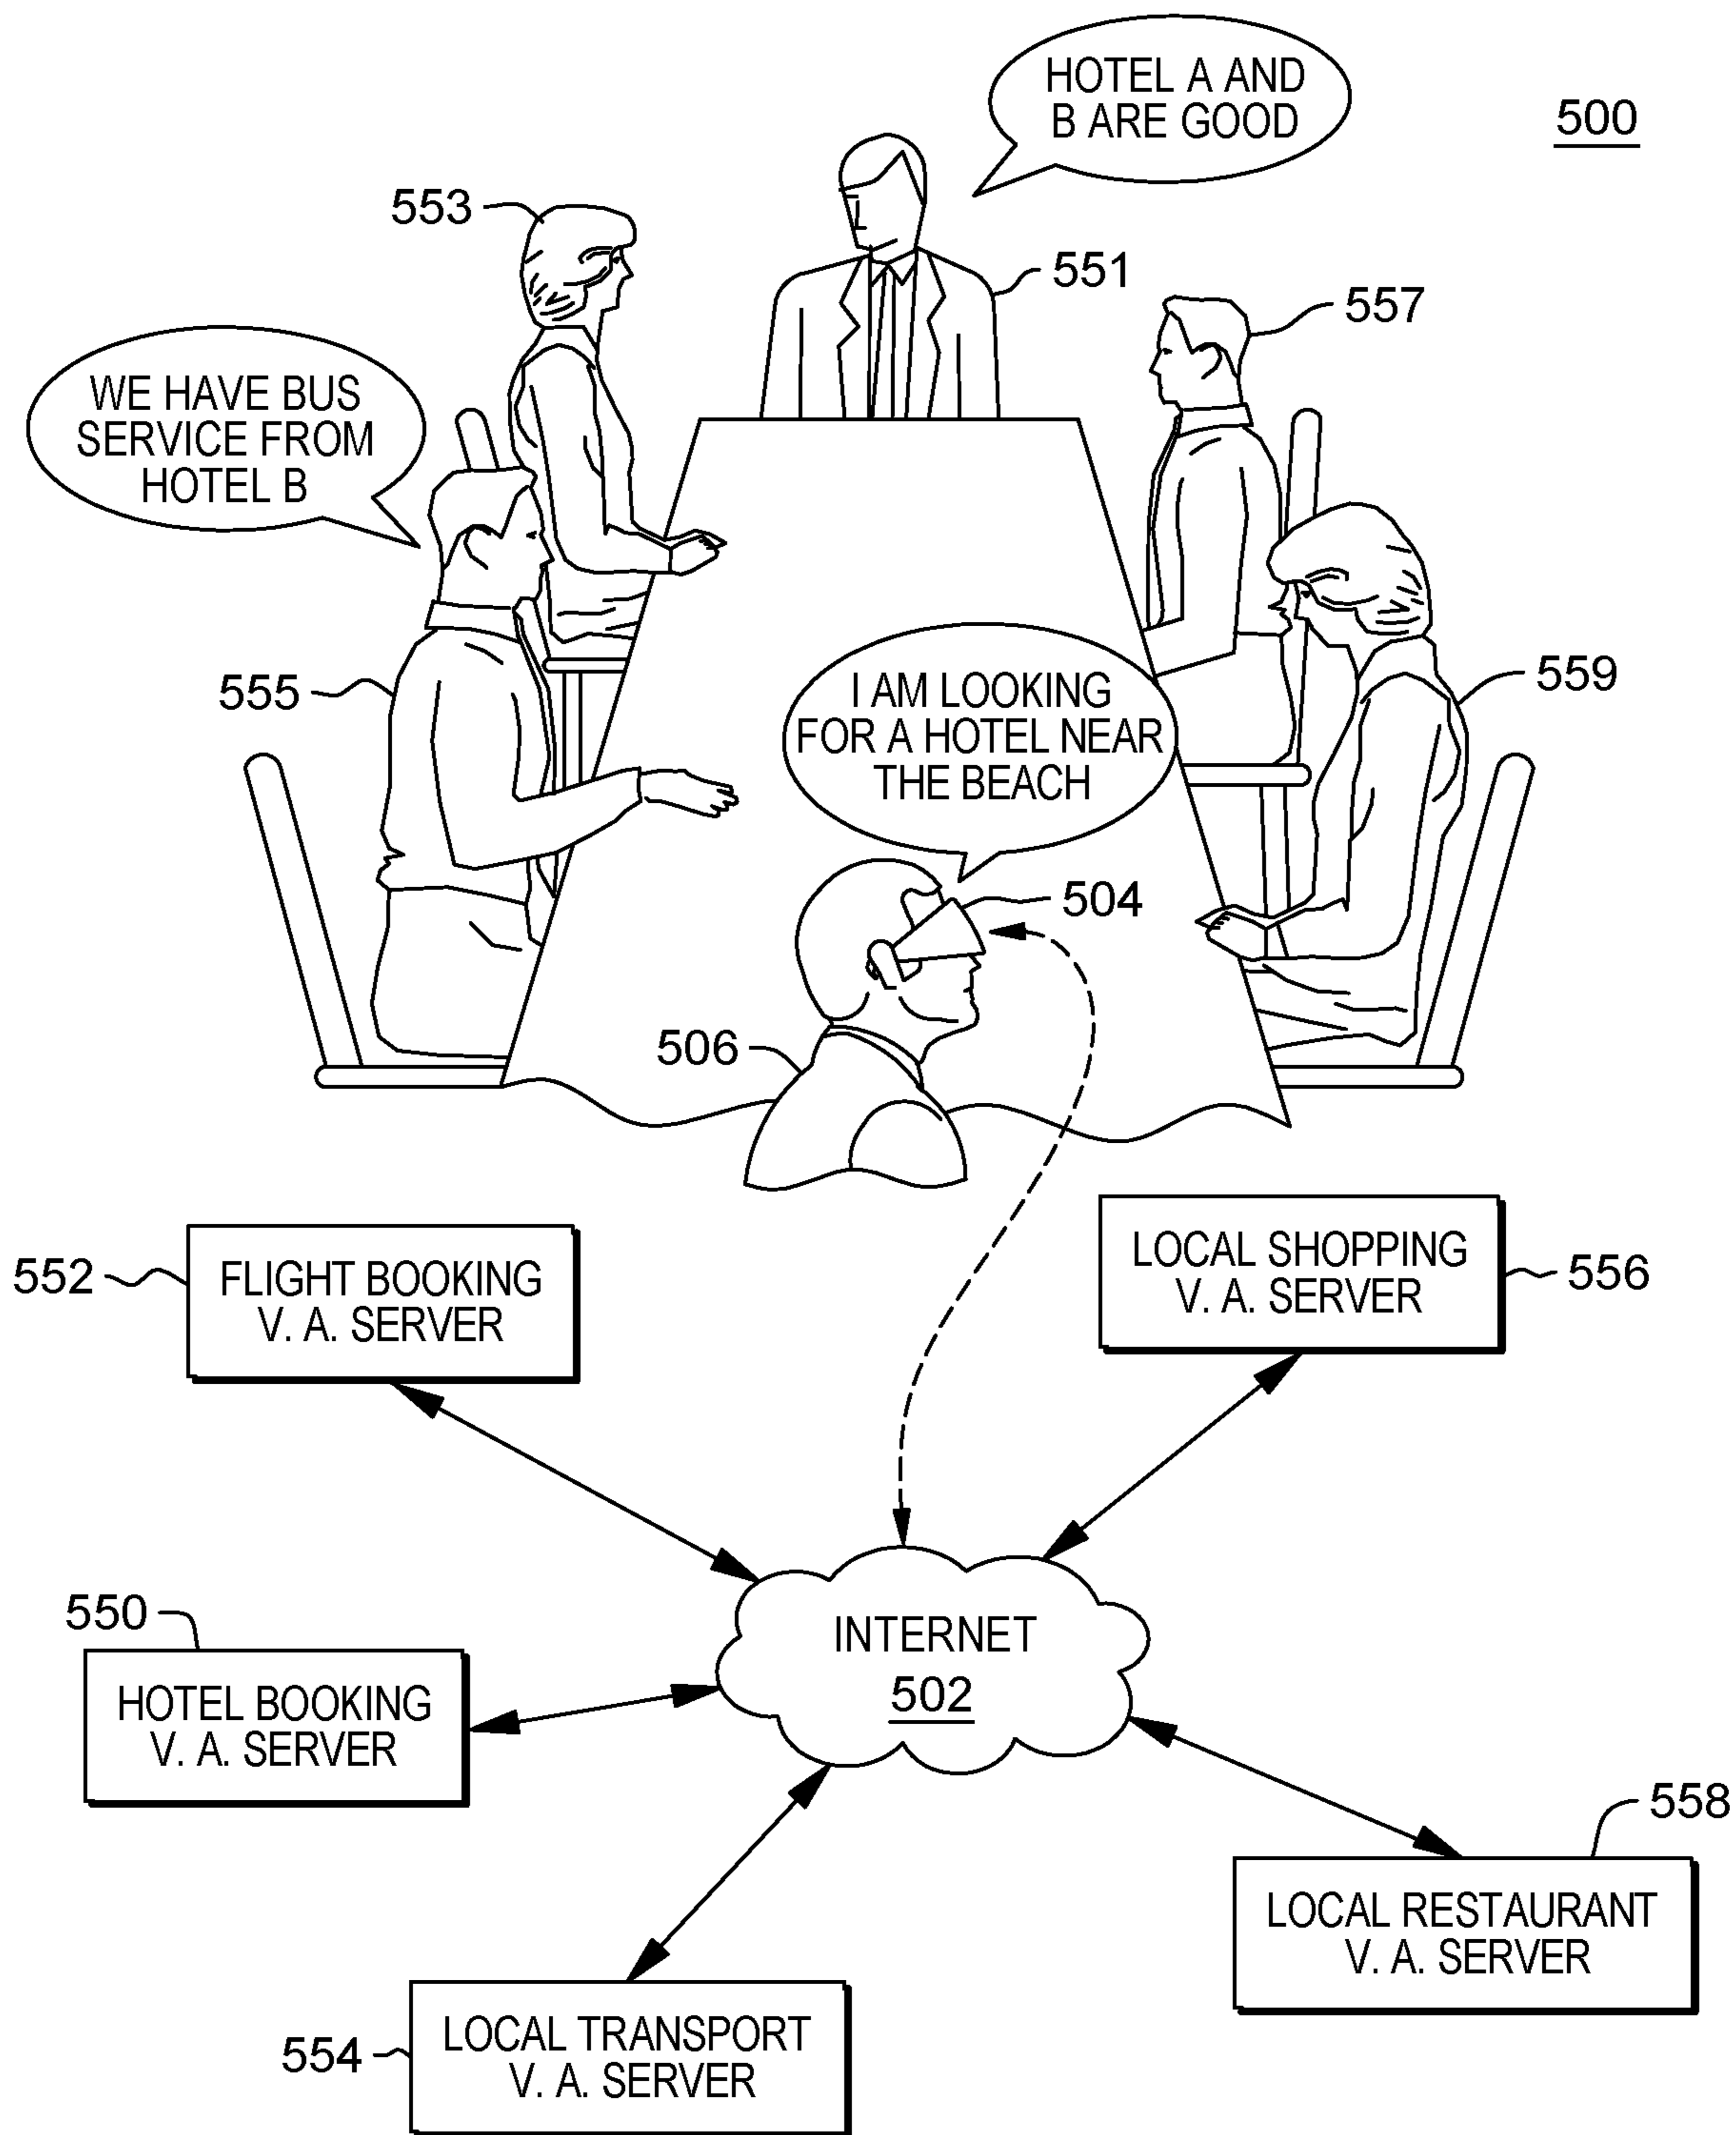 HOTEL A AND
B ARE GOOD
500
553
551
557
WE HAVE BUS
SERVICE FROM
HOTEL B
I AM LOOKING
FOR A HOTEL NEAR
THE BEACH
555
559
504
506
552
FLIGHT BOOKING
V. A. SERVER
LOCAL SHOPPING
V. A. SERVER
556
550
HOTEL BOOKING
V. A. SERVER
INTERNET
502
558
LOCAL RESTAURANT
V. A. SERVER
554
LOCAL TRANSPORT
V. A. SERVER